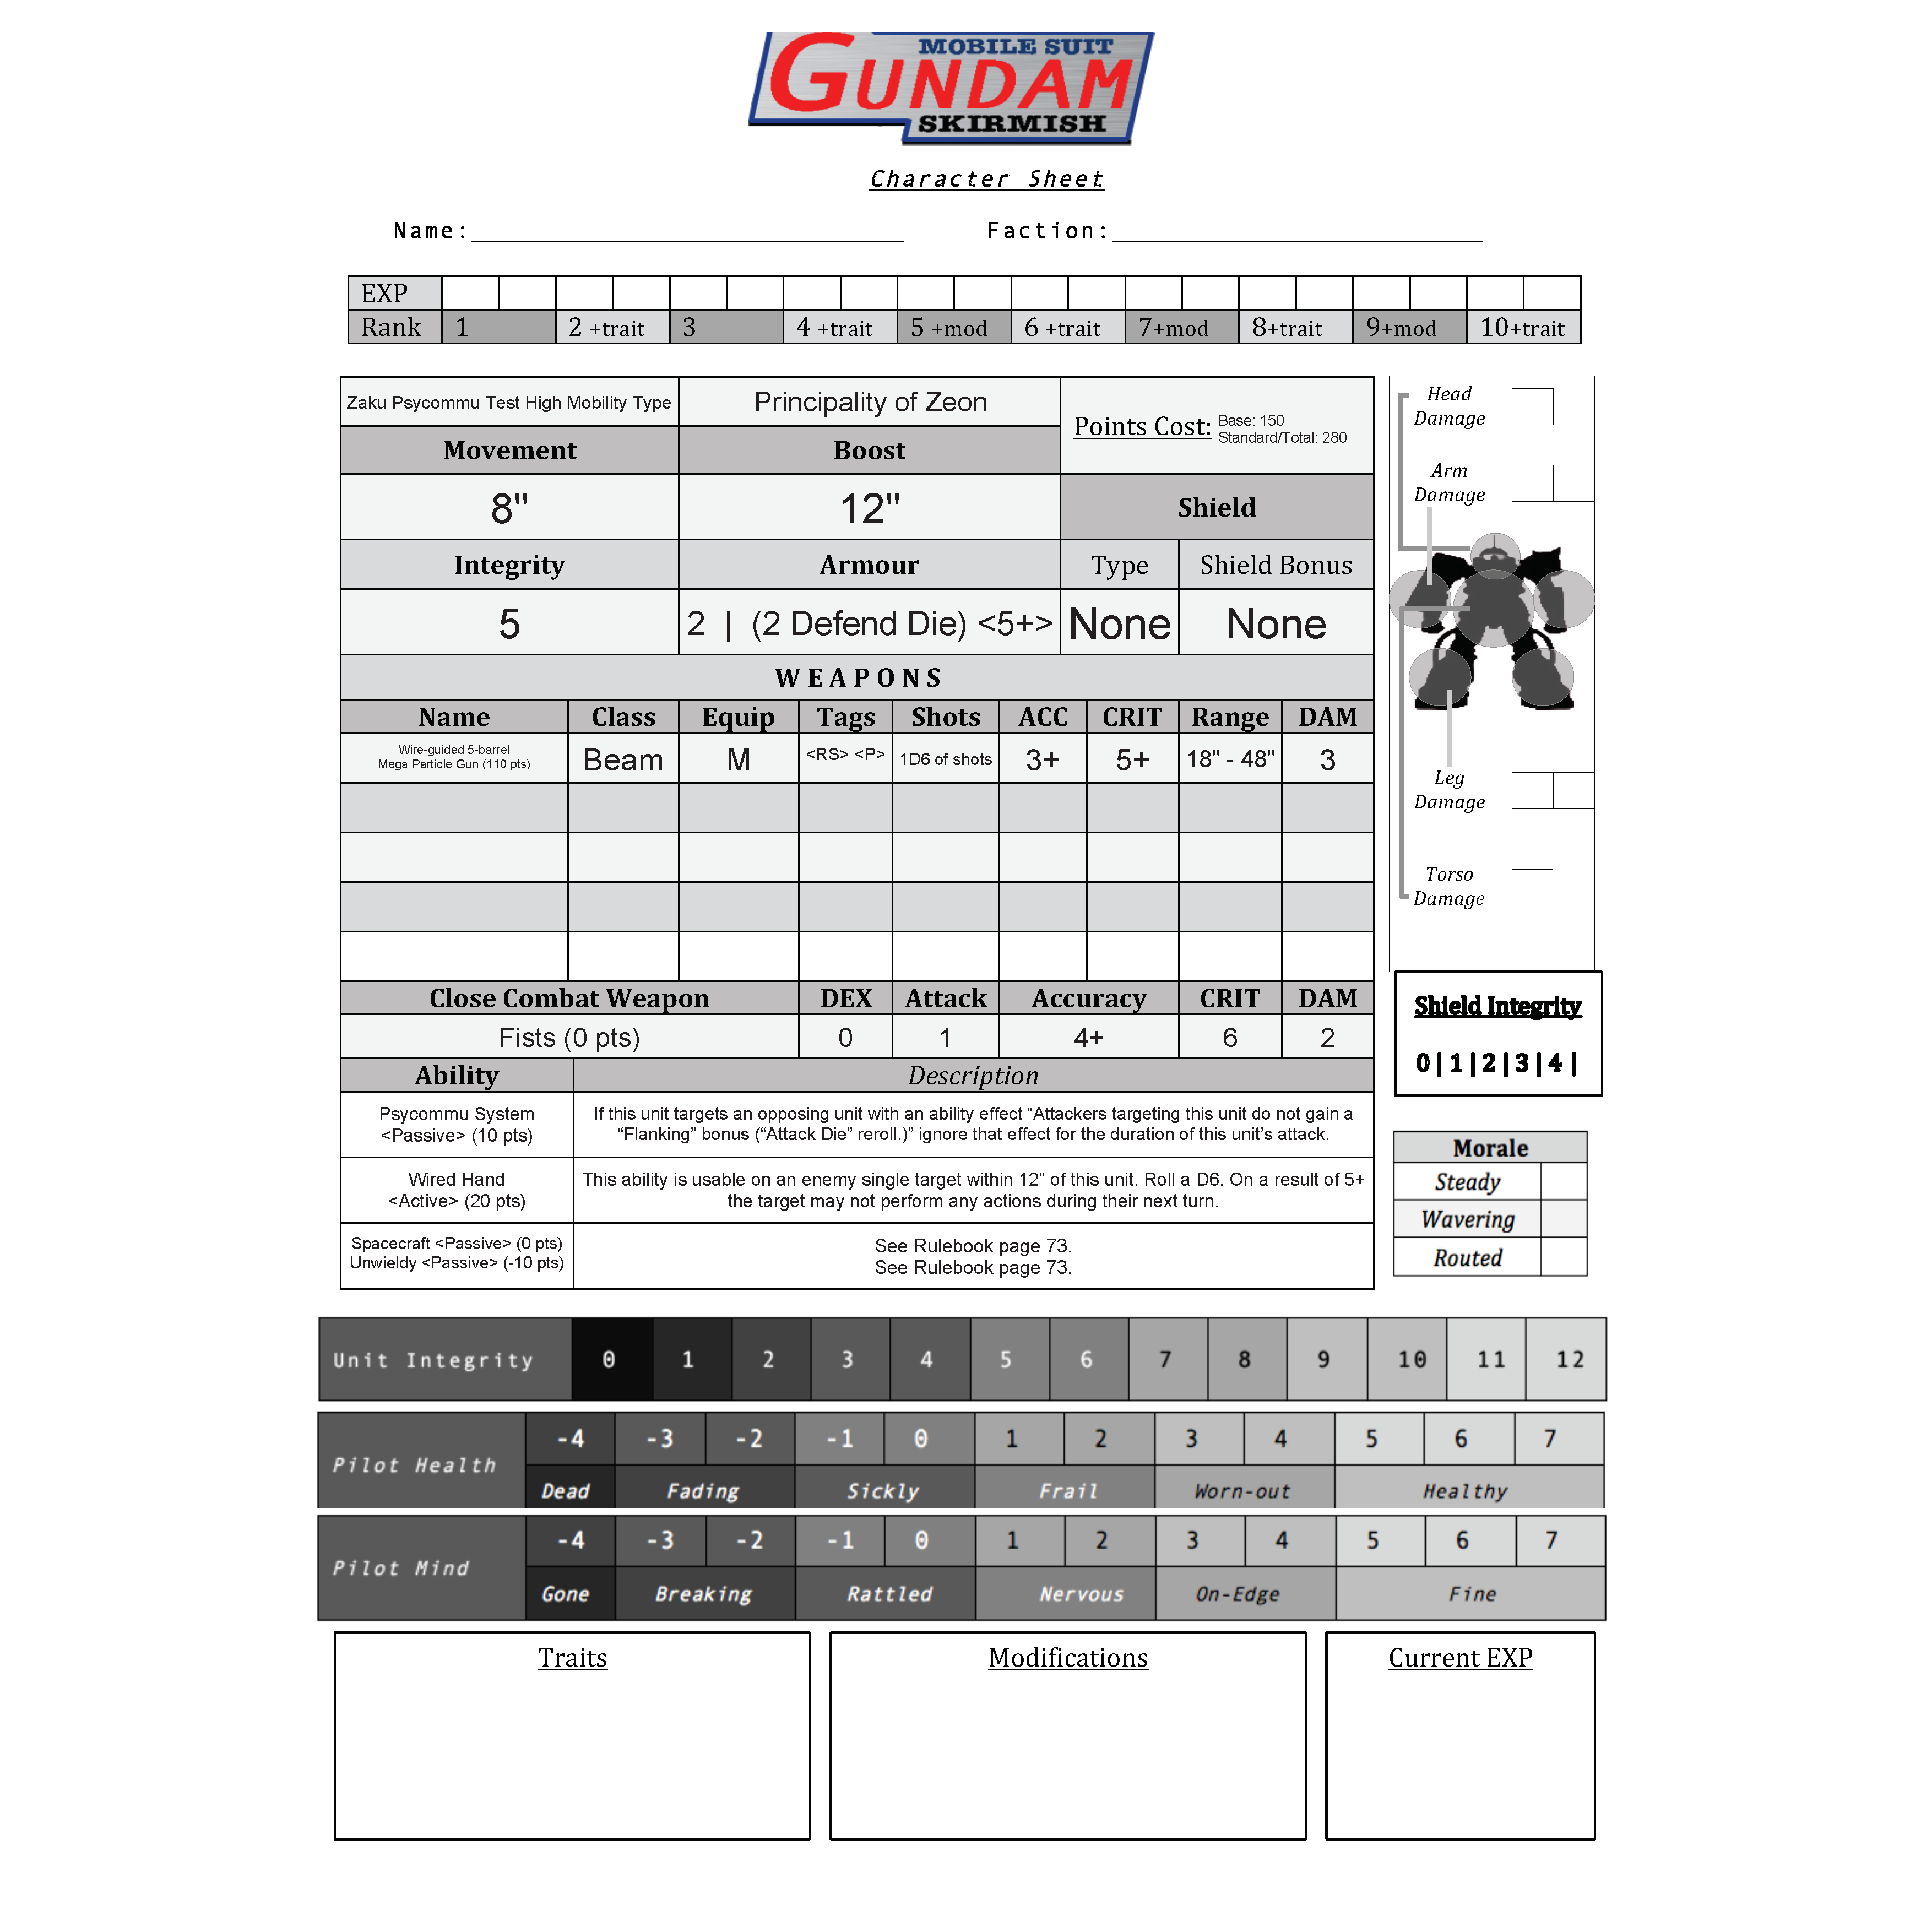 MOBILE SUIT
GUNDAM
SKIRMISH
Character Sheet
Name: Faction:
EXP
Rank 1 2 +trait 3 4 +trait 5 +mod 6 +trait 7+mod 8+trait 9+mod 10+trait
Zaku Psycommu Test High Mobility Type Principality of Zeon
Points Cost: Base: 150
Standard/Total: 280
Movement Boost
8" 12" Shield
Integrity Armour Type Shield Bonus
5 2 | (2 Defend Die) <5+> None None
WEAPONS
Name Class Equip Tags Shots ACC CRIT Range DAM
Wire-guided 5-barrel
Mega Particle Gun (110 pts) Beam M <RS> <P> 1D6 of shots 3+ 5+ 18" - 48" 3
Close Combat Weapon DEX Attack Accuracy CRIT DAM
Fists (0 pts) 0 1 4+ 6 2
Ability Description
Psycommu System
<Passive> (10 pts)
If this unit targets an opposing unit with an ability effect “Attackers targeting this unit do not gain a
“Flanking” bonus (“Attack Die” reroll.)” ignore that effect for the duration of this unit’s attack.
Wired Hand
<Active> (20 pts)
This ability is usable on an enemy single target within 12” of this unit. Roll a D6. On a result of 5+
the target may not perform any actions during their next turn.
Spacecraft <Passive> (0 pts)
Unwieldy <Passive> (-10 pts)
See Rulebook page 73.
See Rulebook page 73.
Head
Damage
Arm
Damage
Leg
Damage
Torso
Damage
Shield Integrity
0|1|2|3|4|
Morale
Steady
Wavering
Routed
Unit Integrity 0 1 2 3 4 5 6 7 8 9 10 11 12
Pilot Health
-4 -3 -2 -1 0 1 2 3 4 5 6 7
Dead Fading Sickly Frail Worn-out Healthy
Pilot Mind
-4 -3 -2 -1 0 1 2 3 4 5 6 7
Gone Breaking Rattled Nervous On-Edge Fine
Traits Modifications Current EXP